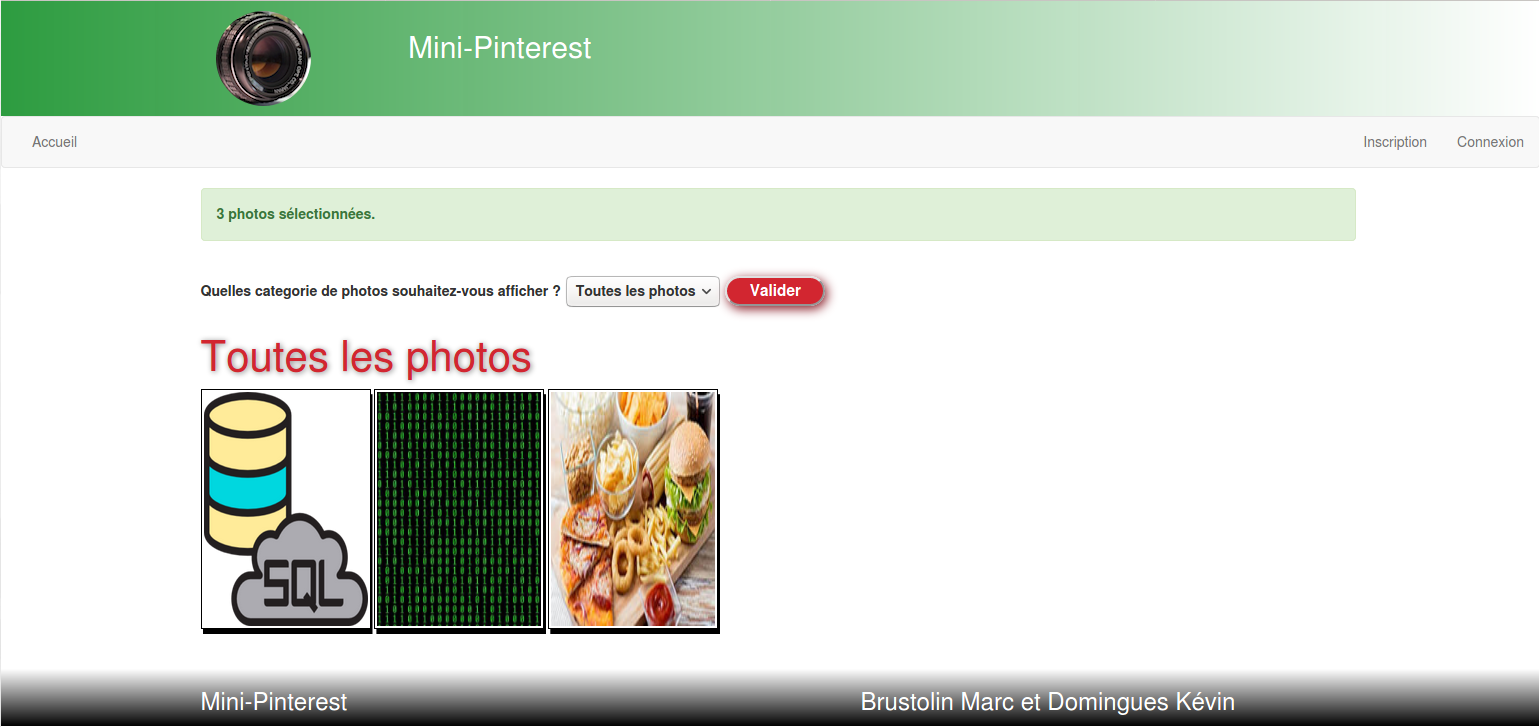 Mini-Pinterest
Accueil
Inscription
Connexion
3 photos sélectionnées.
Quelles categorie de photos souhaitez-vous afficher ?
Toutes les photos
Valider
Toutes les photos
SQL
Mini-Pinterest
Brustolin Marc et Domingues Kévin